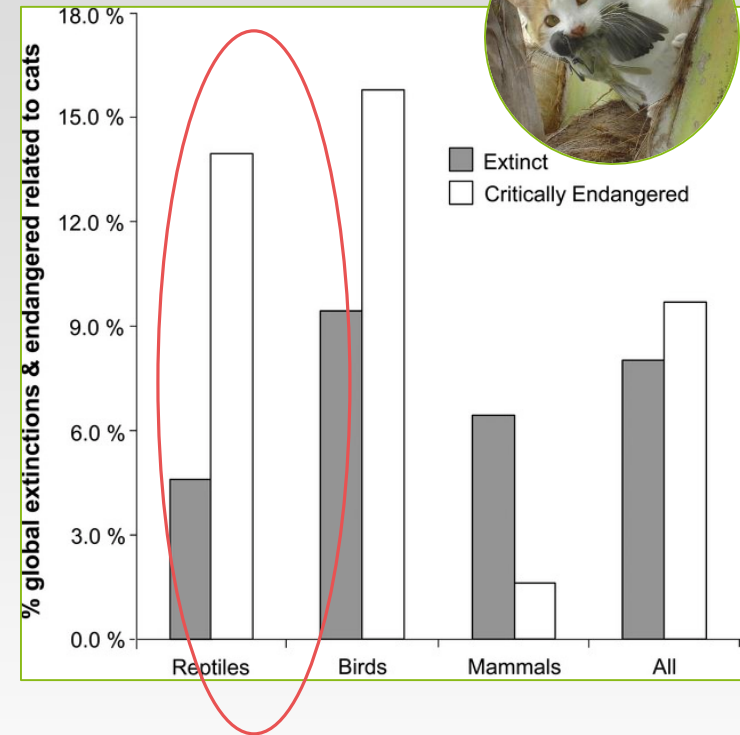 % global extinctions & endangered related to cats
18.0 %
15.0 %
12.0 %
9.0 %
6.0 %
3.0 %
0.0 %
Extinct
Critically Endangered
Reptiles
Birds
Mammals
All